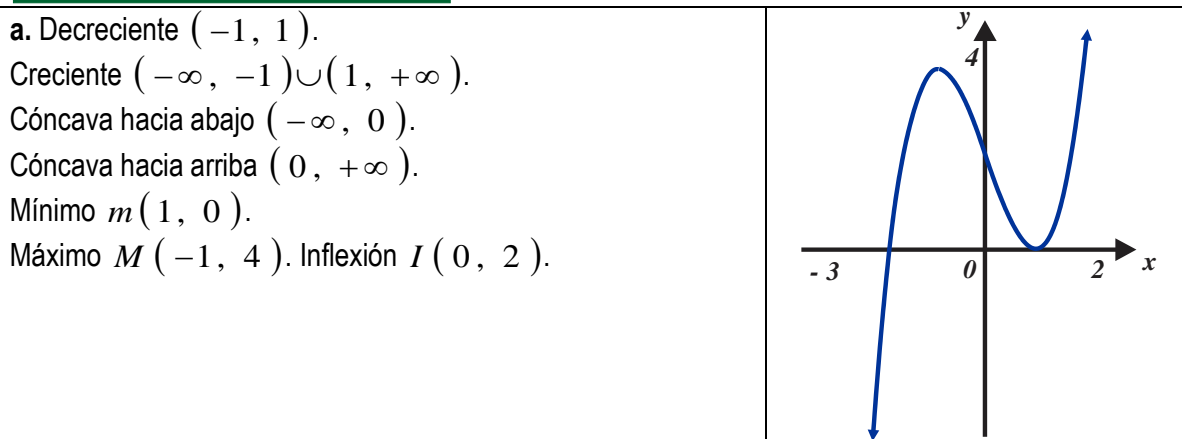 a. Decreciente ( −1 , 1 ).
Creciente ( −∞ , −1 ) ∪ ( 1 , +∞ ).
Cóncava hacia abajo ( −∞ , 0 ).
Cóncava hacia arriba ( 0 , +∞ ).
Mínimo m ( 1 , 0 ).
Máximo M ( −1 , 4 ). Inflexión I ( 0 , 2 ).
y
4
- 3 0 2 x